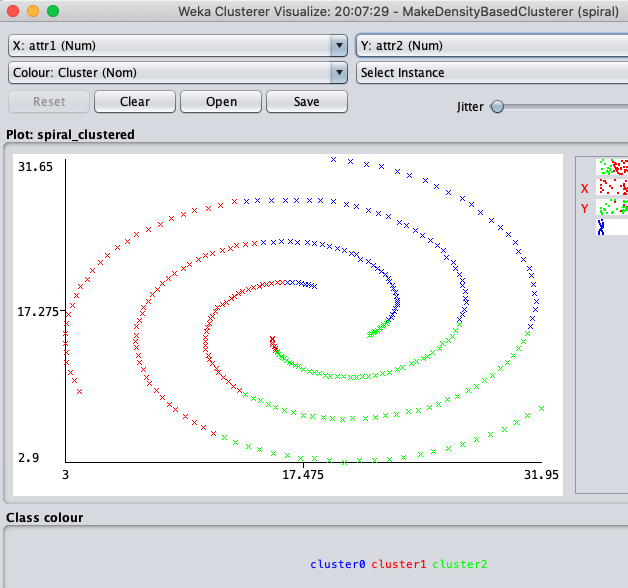 Weka Clusterer Visualize: 20:07:29 - MakeDensityBasedClusterer (spiral)
X: attr1 (Num) Y: attr2 (Num)
Colour: Cluster (Nom) Select Instance
Reset Clear Open Save Jitter
Plot: spiral_clustered
31.65
X
Y
17.275
2.9
3 17.475 31.95
Class colour
cluster0 cluster1 cluster2